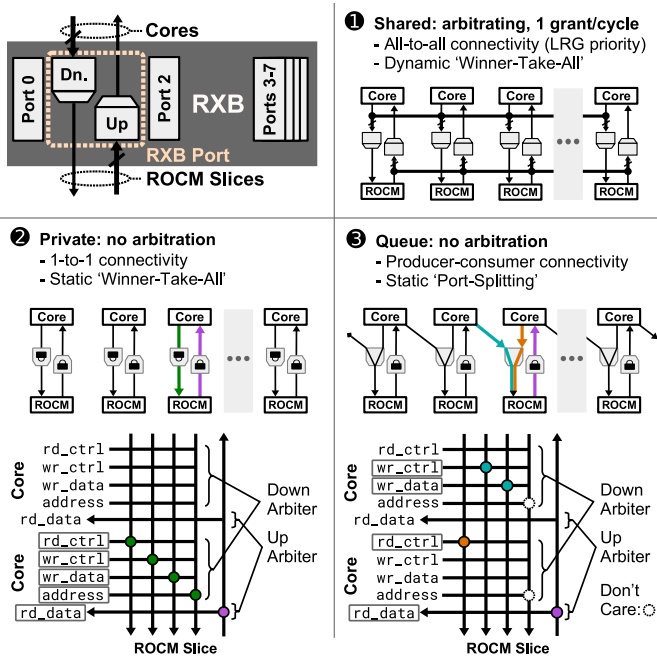 Cores
Port 0
Dn.
Up
Port 2
RXB
Ports 3-7
RXB Port
ROCM Slices
❶ Shared: arbitrating, 1 grant/cycle
- All-to-all connectivity (LRG priority)
- Dynamic ‘Winner-Take-All’
Core Core Core Core
•••
ROCM ROCM ROCM ROCM
❷ Private: no arbitration
- 1-to-1 connectivity
- Static ‘Winner-Take-All’
Core Core Core Core
•••
ROCM ROCM ROCM ROCM
Core
rd_ctrl
wr_ctrl
wr_data
address
rd_data
Down
Arbiter
Up
Arbiter
Core
rd_ctrl
wr_ctrl
wr_data
address
rd_data
ROCM Slice
❸ Queue: no arbitration
- Producer-consumer connectivity
- Static ‘Port-Splitting’
Core Core Core Core
•••
ROCM ROCM ROCM ROCM
Core
rd_ctrl
wr_ctrl
wr_data
address
rd_data
Down
Arbiter
Up
Arbiter
Core
rd_ctrl
wr_ctrl
wr_data
address
rd_data
Don’t
Care:
ROCM Slice